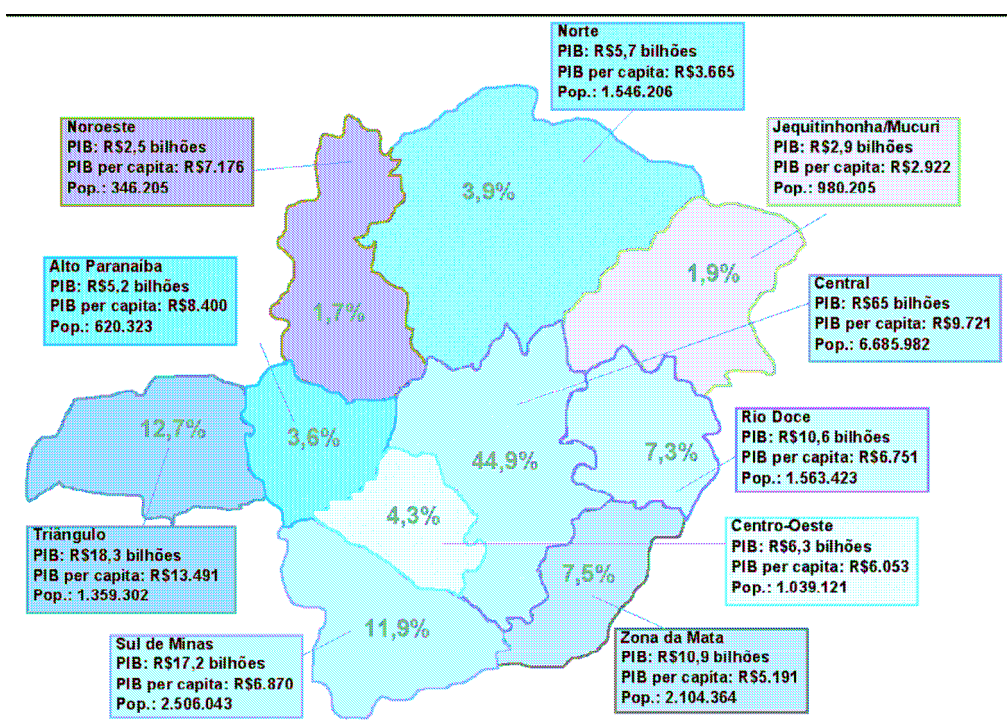 Norte
PIB: R$5,7 bilhões
PIB per capita: R$3.665
Pop.: 1.546.206
Noroeste
PIB: R$2,5 bilhões
PIB per capita: R$7.176
Pop.: 346.205
Jequitinhonha/Mucuri
PIB: R$2,9 bilhões
PIB per capita: R$2.922
Pop.: 980.205
3,9%
Alto Paranaiba
PIB: R$5,2 bilhões
PIB per capita: R$8.400
Pop.: 620.323
1,7%
1,9%
Central
PIB: R$65 bilhões
PIB per capita: R$9.721
Pop.: 6.685.982
12,7%
3,6%
44,9%
7,3%
Rio Doce
PIB: R$10,6 bilhões
PIB per capita: R$6.751
Pop.: 1.563.423
4,3%
Triângulo
PIB: R$18,3 bilhões
PIB per capita: R$13.491
Pop.: 1.359.302
Centro-Oeste
PIB: R$6,3 bilhões
PIB per capita: R$6.053
Pop.: 1.039.121
7,5%
11,9%
Sul de Minas
PIB: R$17,2 bilhões
PIB per capita: R$6.870
Pop.: 2.506.043
Zona da Mata
PIB: R$10,9 bilhões
PIB per capita: R$5.191
Pop.: 2.104.364